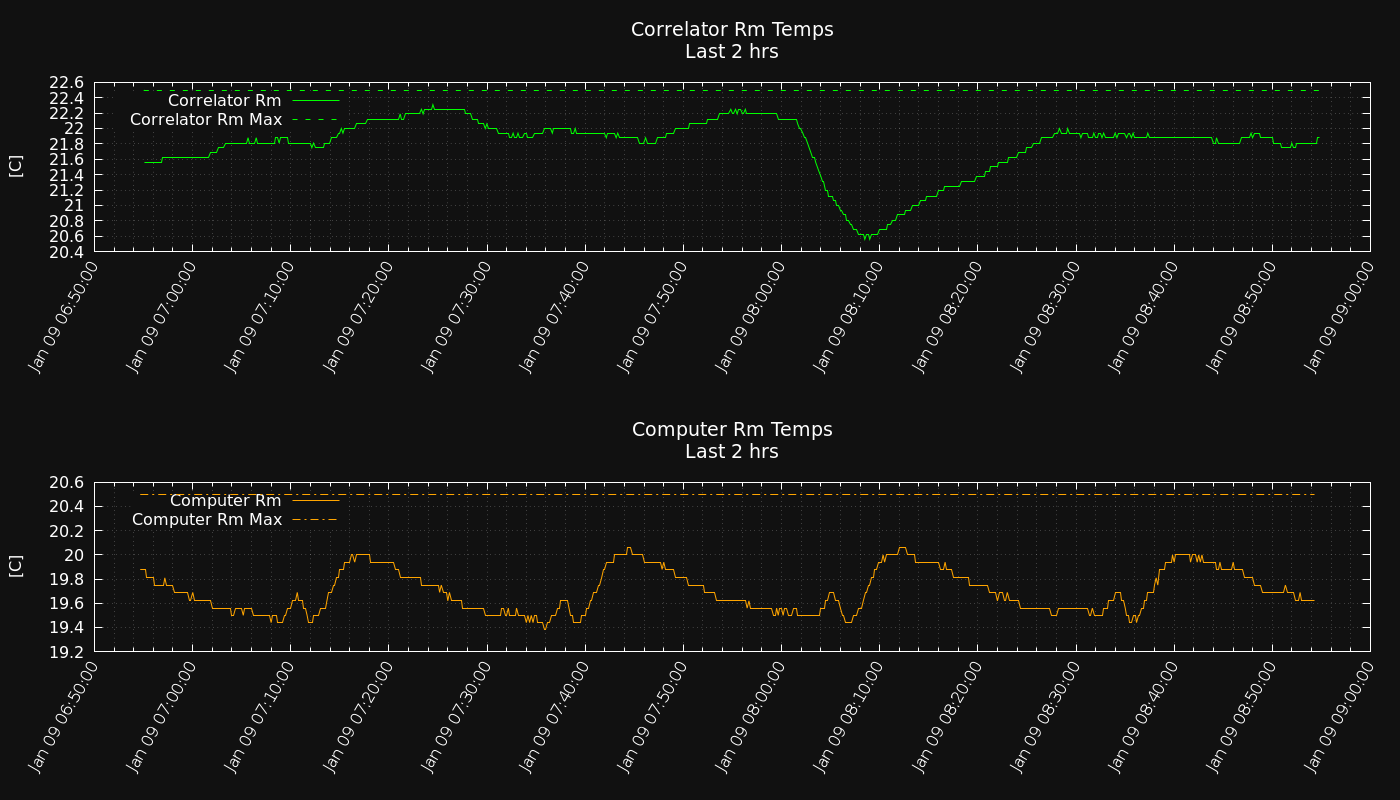 Correlator Rm Temps
Last 2 hrs
22.6
22.4
22.2
22
21.8
21.6
21.4
21.2
21
20.8
20.6
20.4
[C]
Correlator Rm
Correlator Rm Max
Jan 09 06:50:00
Jan 09 07:00:00
Jan 09 07:10:00
Jan 09 07:20:00
Jan 09 07:30:00
Jan 09 07:40:00
Jan 09 07:50:00
Jan 09 08:00:00
Jan 09 08:10:00
Jan 09 08:20:00
Jan 09 08:30:00
Jan 09 08:40:00
Jan 09 08:50:00
Jan 09 09:00:00
Computer Rm Temps
Last 2 hrs
20.6
20.4
20.2
20
19.8
19.6
19.4
19.2
[C]
Computer Rm
Computer Rm Max
Jan 09 06:50:00
Jan 09 07:00:00
Jan 09 07:10:00
Jan 09 07:20:00
Jan 09 07:30:00
Jan 09 07:40:00
Jan 09 07:50:00
Jan 09 08:00:00
Jan 09 08:10:00
Jan 09 08:20:00
Jan 09 08:30:00
Jan 09 08:40:00
Jan 09 08:50:00
Jan 09 09:00:00